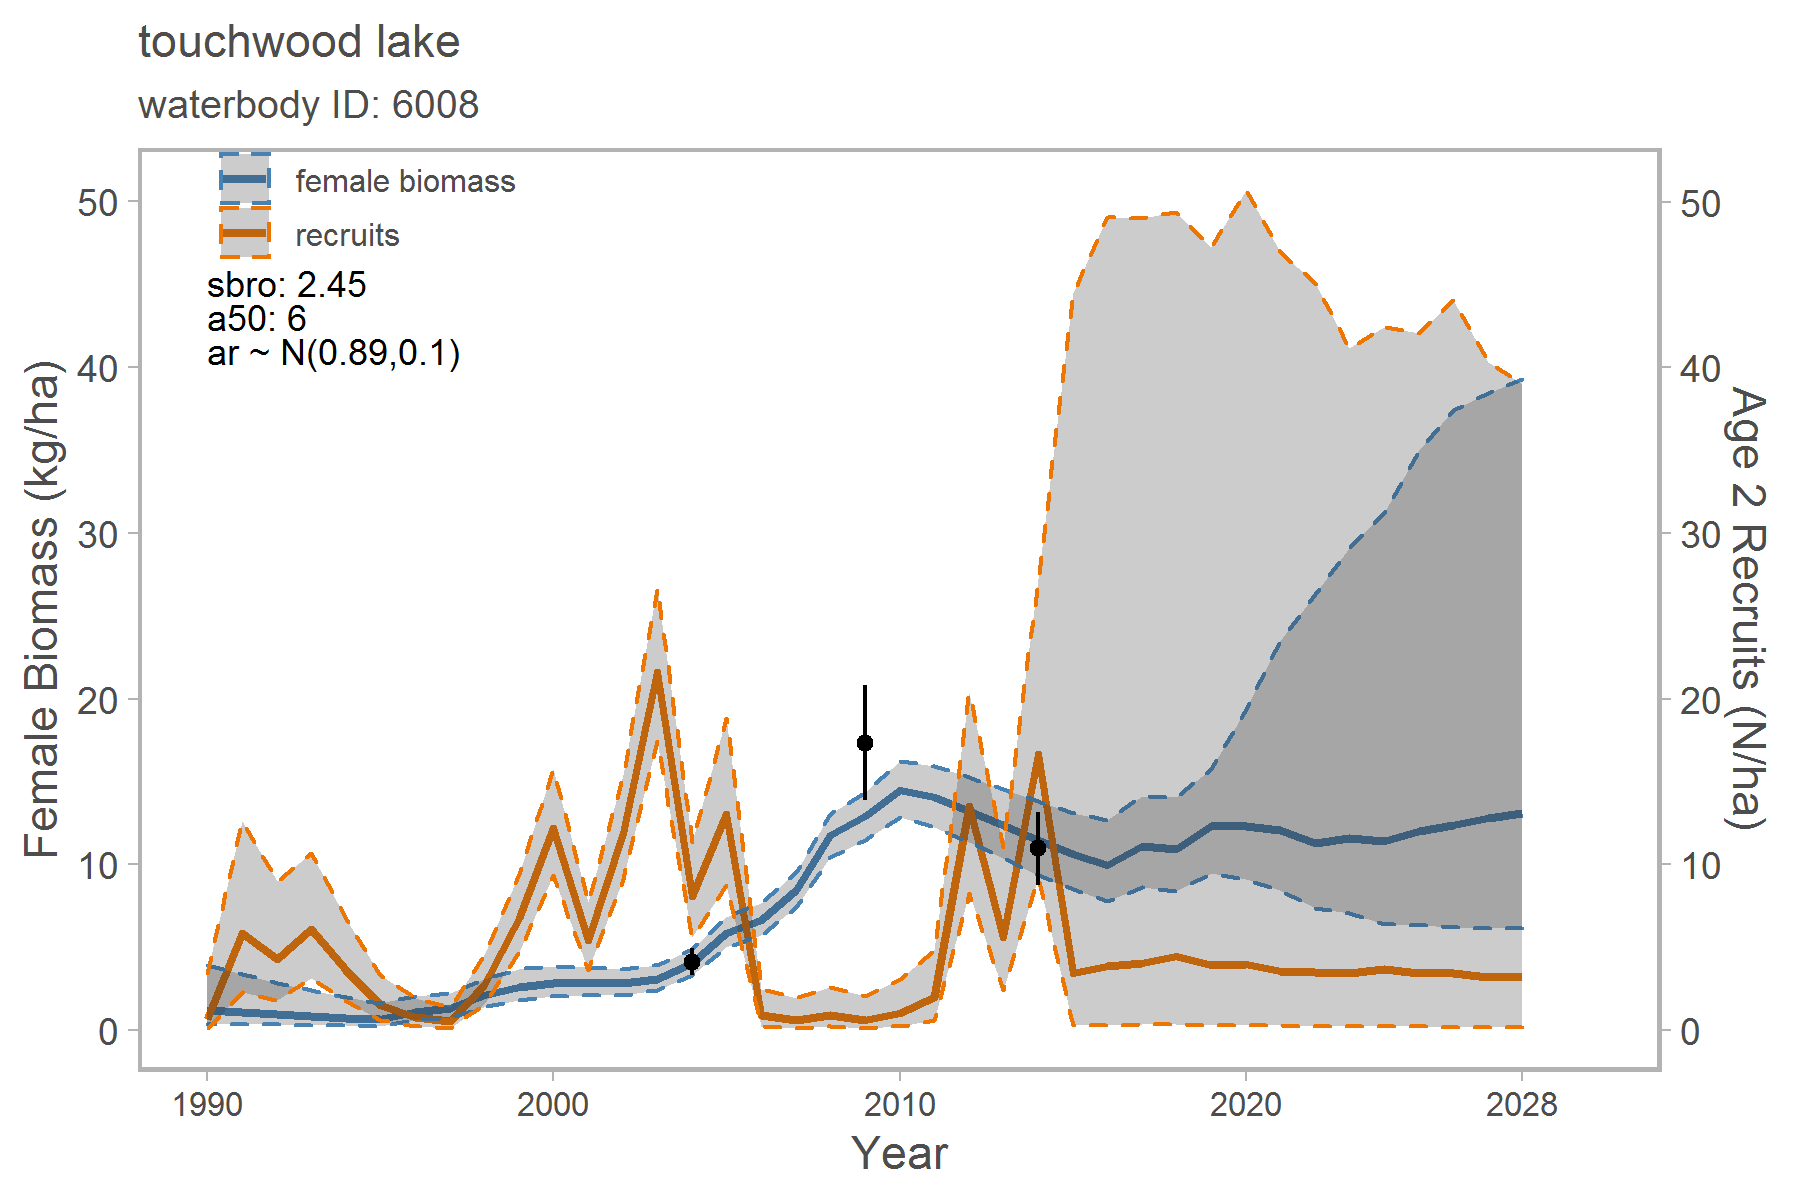 touchwood lake
waterbody ID: 6008
female biomass
recruits
sbro: 2.45
a50: 6
ar ~ N(0.89,0.1)
Female Biomass (kg/ha)
50
40
30
20
10
0
50
40
30
20
10
0
Age 2 Recruits (N/ha)
1990 2000 2010 2020 2028
Year